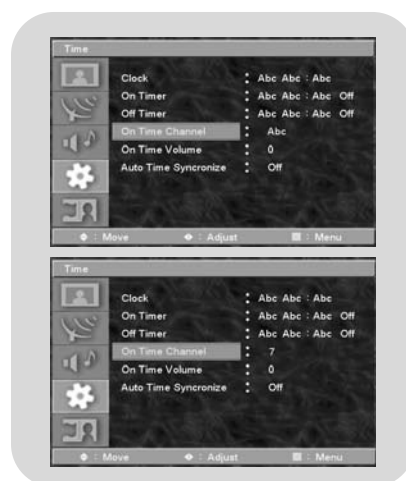 Time
Clock : Abc Abc : Abc
On Timer : Abc Abc : Abc Off
Off Timer : Abc Abc : Abc Off
On Time Channel : Abc
On Time Volume : 0
Auto Time Syncronize : Off
: Move : Adjust : Menu
Time
Clock : Abc Abc : Abc
On Timer : Abc Abc : Abc Off
Off Timer : Abc Abc : Abc Off
On Time Channel : 7
On Time Volume : 0
Auto Time Syncronize : Off
: Move : Adjust : Menu